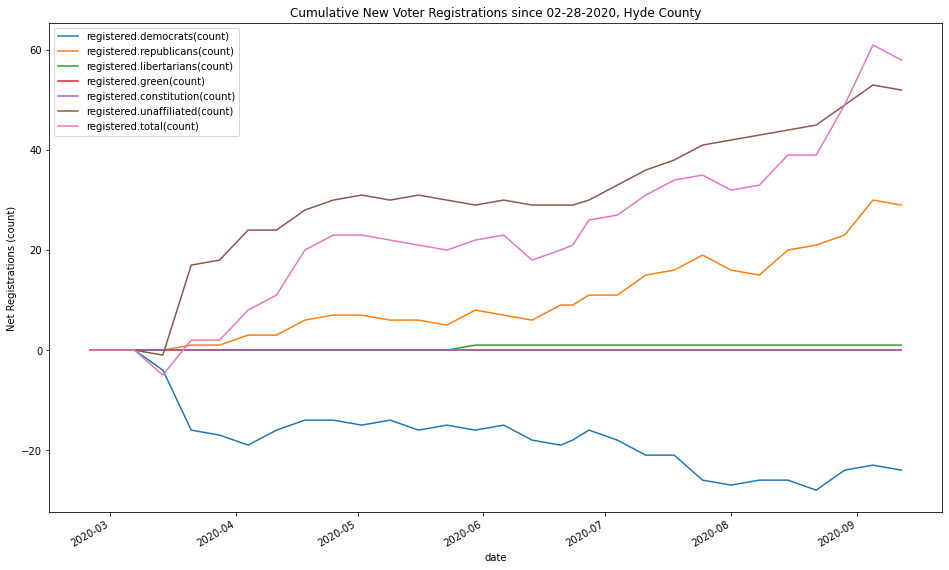 Cumulative New Voter Registrations since 02-28-2020, Hyde County
registered.democrats(count)
registered.republicans(count)
registered.libertarians(count)
registered.green(count)
registered.constitution(count)
registered.unaffiliated(count)
registered.total(count)
Net Registrations (count)
60
40
20
0
−20
2020-03
2020-04
2020-05
2020-06
2020-07
2020-08
2020-09
date